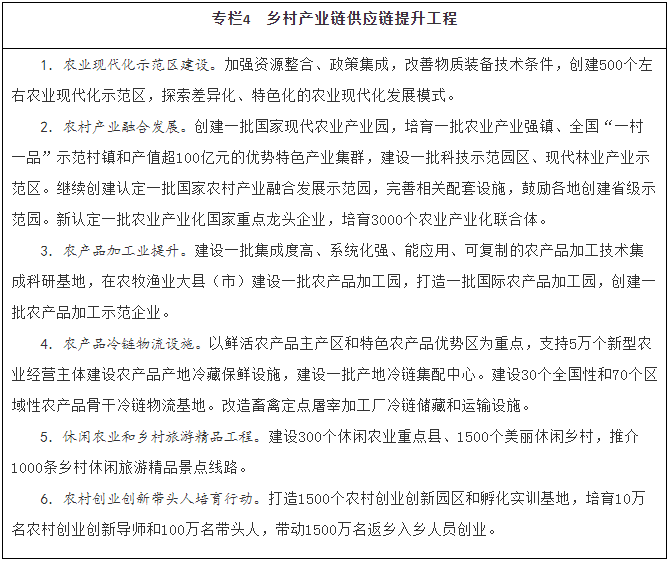 专栏4 乡村产业链供应链提升工程
1. 农业现代化示范区建设。加强资源整合、政策集成，改善物质装备技术条件，创建500个左
右农业现代化示范区，探索差异化、特色化的农业现代化发展模式。
2. 农村产业融合发展。创建一批国家现代农业产业园，培育一批农业产业强镇、全国“一村
一品”示范村镇和产值超100亿元的优势特色产业集群，建设一批科技示范园区、现代林业产业示
范区。继续创建认定一批国家农村产业融合发展示范园，完善相关配套设施，鼓励各地创建省级示
范园。新认定一批农业产业化国家重点龙头企业，培育3000个农业产业化联合体。
3. 农产品加工业提升。建设一批集成度高、系统化强、能应用、可复制的农产品加工技术集
成科研基地，在农牧渔业大县（市）建设一批农产品加工园，打造一批国际农产品加工园，创建一
批农产品加工示范企业。
4. 农产品冷链物流设施。以鲜活农产品主产区和特色农产品优势区为重点，支持5万个新型农
业经营主体建设农产品产地冷藏保鲜设施，建设一批产地冷链集配中心。建设30个全国性和70个区
域性农产品骨干冷链物流基地。改造畜禽定点屠宰加工厂冷链储藏和运输设施。
5. 休闲农业和乡村旅游精品工程。建设300个休闲农业重点县、1500个美丽休闲乡村，推介
1000条乡村休闲旅游精品景点线路。
6. 农村创业创新带头人培育行动。打造1500个农村创业创新园区和孵化实训基地，培育10万
名农村创业创新导师和100万名带头人，带动1500万名返乡入乡人员创业。